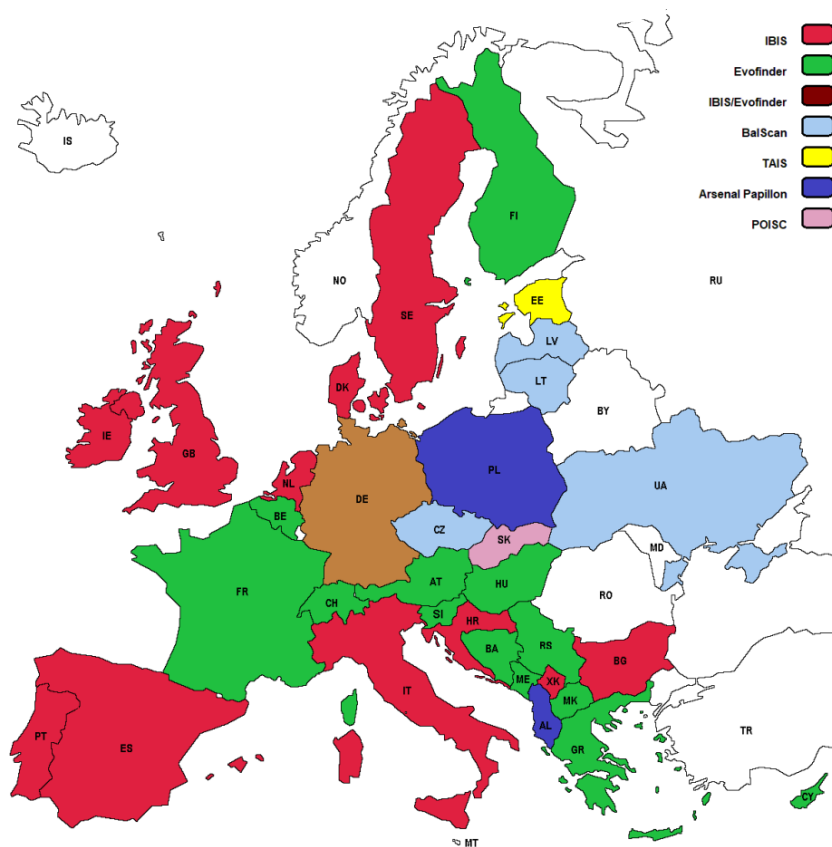 IBIS
Evofinder
IBIS/Evofinder
BalScan
TAIS
Arsenal Papillon
POISC
IS
FI
NO
RU
SE
EE
LV
LT
DK
BY
IE
GB
NL
PL
UA
DE
BE
CZ
SK
MD
FR
AT
HU
CH
RO
SI
HR
BA
RS
BG
ME
XK
IT
MK
PT
AL
ES
GR
TR
CY
MT